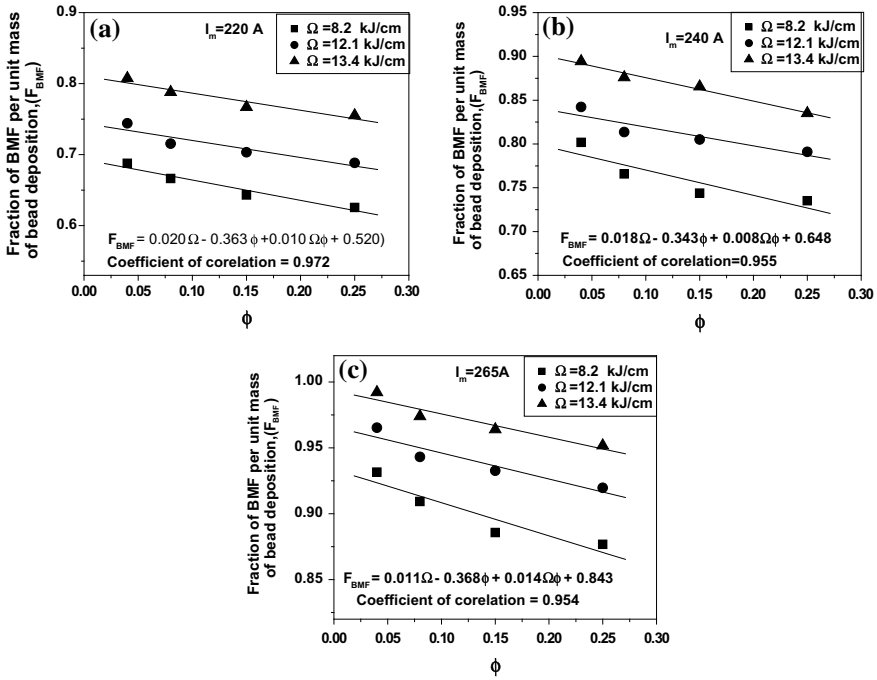 (a)
I_m=220 A
Ω =8.2 kJ/cm
Ω =12.1 kJ/cm
Ω =13.4 kJ/cm
Fraction of BMF per unit mass
of bead deposition,(F_BMF)
0.9
0.8
0.7
0.6
F_BMF = 0.020Ω - 0.363 ϕ +0.010 Ωϕ + 0.520)
Coefficient of corelation = 0.972
0.00 0.05 0.10 0.15 0.20 0.25 0.30
ϕ
(b)
I_m=240 A
Ω =8.2 kJ/cm
Ω =12.1 kJ/cm
Ω =13.4 kJ/cm
Fraction of BMF per unit mass
of bead deposition,(F_BMF)
0.95
0.90
0.85
0.80
0.75
0.70
0.65
F_BMF = 0.018Ω - 0.343ϕ + 0.008Ωϕ + 0.648
Coefficient of corelation=0.955
0.00 0.05 0.10 0.15 0.20 0.25 0.30
ϕ
(c)
I_m=265A
Ω =8.2 kJ/cm
Ω =12.1 kJ/cm
Ω =13.4 kJ/cm
Fraction of BMF per unit mass
of bead deposition,(F_BMF)
1.00
0.95
0.90
0.85
F_BMF = 0.011Ω - 0.368ϕ + 0.014Ωϕ + 0.843
Coefficient of corelation = 0.954
0.00 0.05 0.10 0.15 0.20 0.25 0.30
ϕ